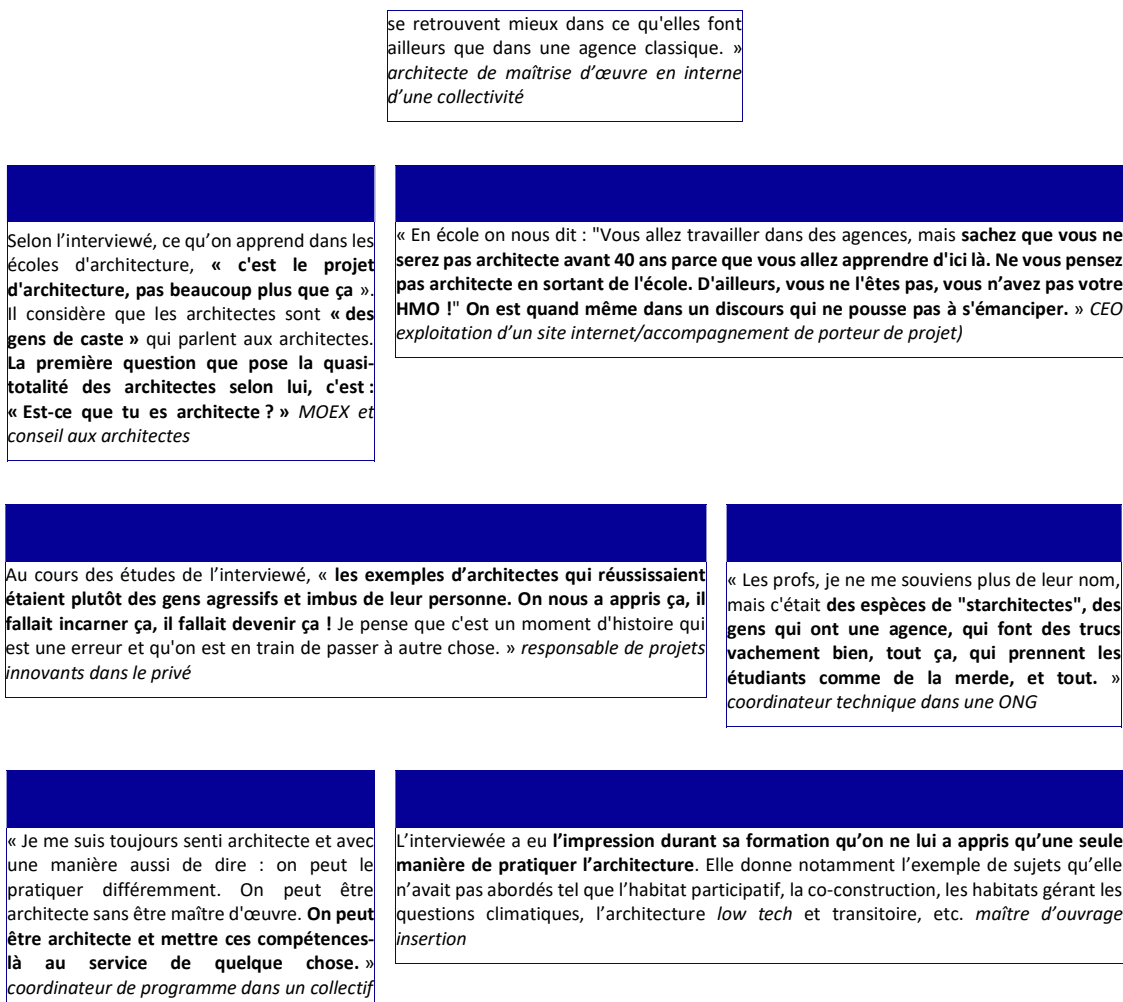 se retrouvent mieux dans ce qu'elles font
ailleurs que dans une agence classique. »
architecte de maîtrise d’œuvre en interne
d’une collectivité
Selon l’interviewé, ce qu’on apprend dans les
écoles d'architecture, « c'est le projet
d'architecture, pas beaucoup plus que ça ».
Il considère que les architectes sont « des
gens de caste » qui parlent aux architectes.
La première question que pose la quasi-
totalité des architectes selon lui, c'est :
« Est-ce que tu es architecte ? » MOEX et
conseil aux architectes
« En école on nous dit : "Vous allez travailler dans des agences, mais sachez que vous ne
serez pas architecte avant 40 ans parce que vous allez apprendre d'ici là. Ne vous pensez
pas architecte en sortant de l'école. D'ailleurs, vous ne l'êtes pas, vous n’avez pas votre
HMO !" On est quand même dans un discours qui ne pousse pas à s'émanciper. » CEO
exploitation d’un site internet/accompagnement de porteur de projet)
Au cours des études de l’interviewé, « les exemples d’architectes qui réussissaient
étaient plutôt des gens agressifs et imbus de leur personne. On nous a appris ça, il
fallait incarner ça, il fallait devenir ça ! Je pense que c'est un moment d'histoire qui
est une erreur et qu'on est en train de passer à autre chose. » responsable de projets
innovants dans le privé
« Les profs, je ne me souviens plus de leur nom,
mais c'était des espèces de "starchitectes", des
gens qui ont une agence, qui font des trucs
vachement bien, tout ça, qui prennent les
étudiants comme de la merde, et tout. »
coordinateur technique dans une ONG
« Je me suis toujours senti architecte et avec
une manière aussi de dire : on peut le
pratiquer différemment. On peut être
architecte sans être maître d'œuvre. On peut
être architecte et mettre ces compétences-
là au service de quelque chose. »
coordinateur de programme dans un collectif
L’interviewée a eu l’impression durant sa formation qu’on ne lui a appris qu’une seule
manière de pratiquer l’architecture. Elle donne notamment l’exemple de sujets qu’elle
n’avait pas abordés tel que l’habitat participatif, la co-construction, les habitats gérant les
questions climatiques, l’architecture low tech et transitoire, etc. maître d’ouvrage
insertion